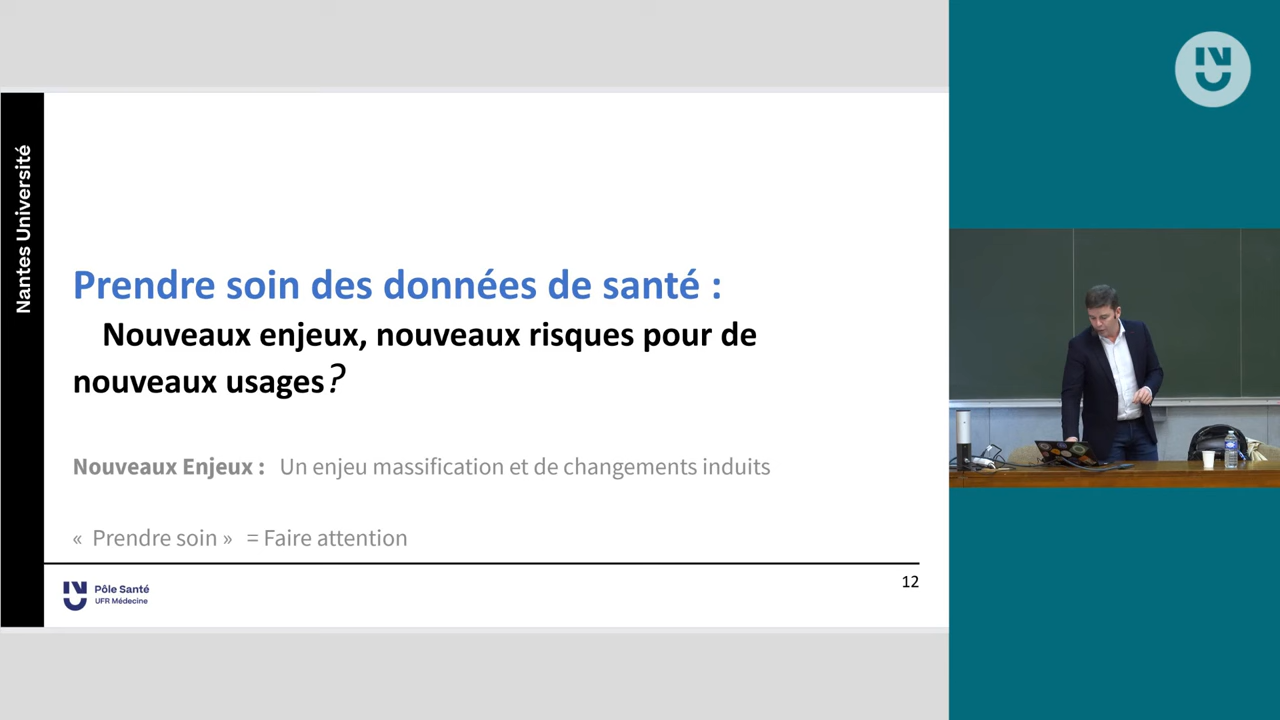 Nantes Université
Prendre soin des données de santé :
Nouveaux enjeux, nouveaux risques pour de
nouveaux usages?
Nouveaux Enjeux : Un enjeu massification et de changements induits
« Prendre soin » = Faire attention
Pôle Santé
UFR Médecine
12